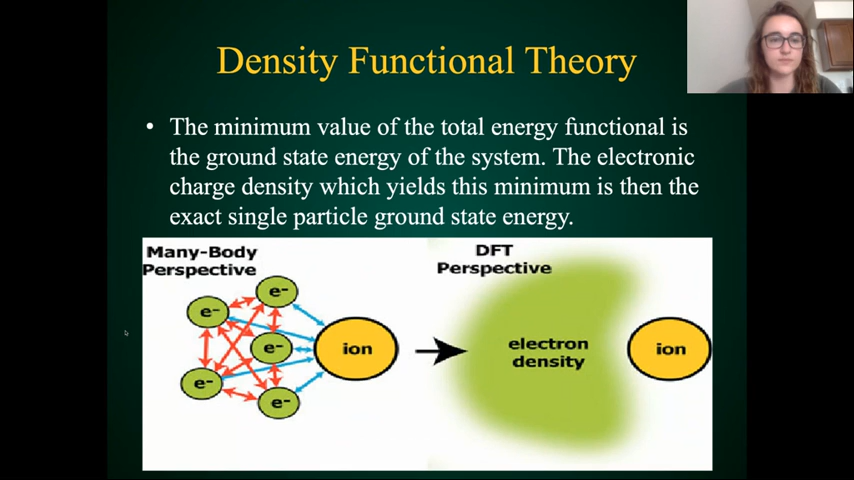 Density Functional Theory
• The minimum value of the total energy functional is
the ground state energy of the system. The electronic
charge density which yields this minimum is then the
exact single particle ground state energy.
Many-Body
Perspective
e-
e-
e-
e-
e-
ion
DFT
Perspective
electron
density
ion